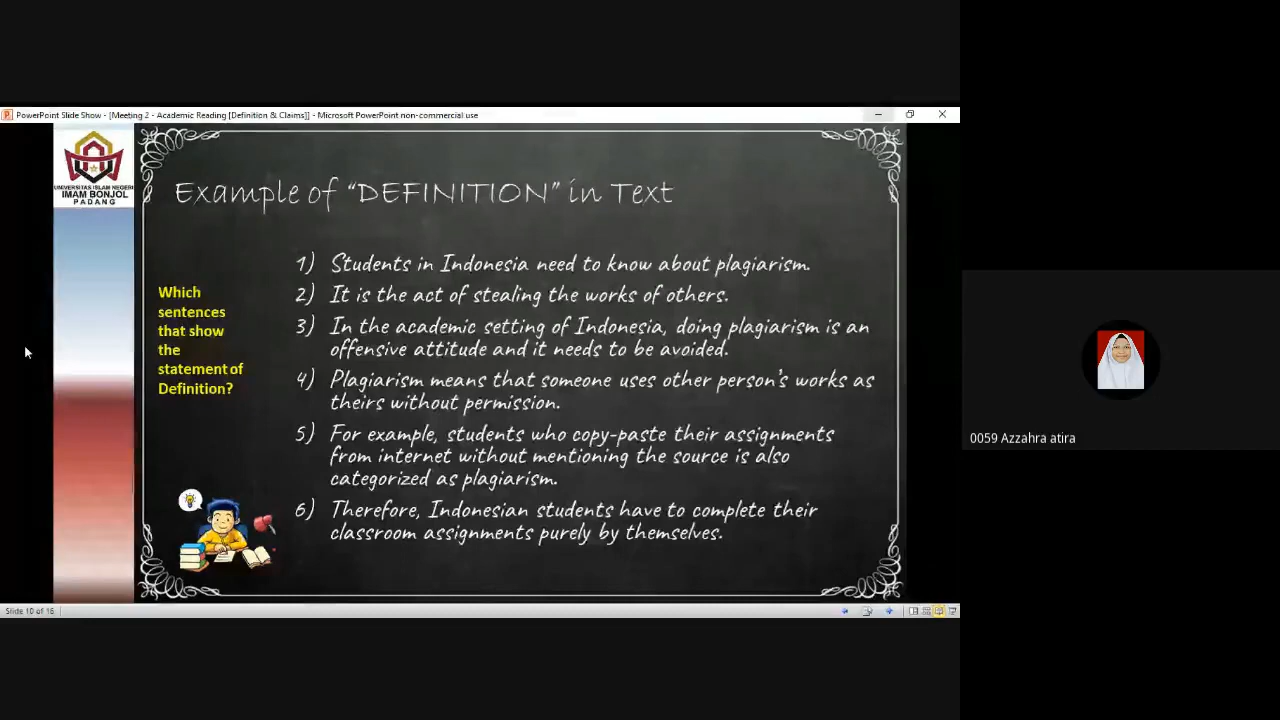 PowerPoint Slide Show - [Meeting 2 - Academic Reading [Definition & Claims]] - Microsoft PowerPoint non-commercial use
UNIVERSITAS ISLAM NEGERI
IMAM BONJOL
PADANG
Example of "DEFINITION" in Text
Which
sentences
that show
the
statement of
Definition?
1) Students in Indonesia need to know about plagiarism.
2) It is the act of stealing the works of others.
3) In the academic setting of Indonesia, doing plagiarism is an
offensive attitude and it needs to be avoided.
4) Plagiarism means that someone uses other person's works as
theirs without permission.
5) For example, students who copy-paste their assignments
from internet without mentioning the source is also
categorized as plagiarism.
6) Therefore, Indonesian students have to complete their
classroom assignments purely by themselves.
Slide 10 of 16
0059 Azzahra atira